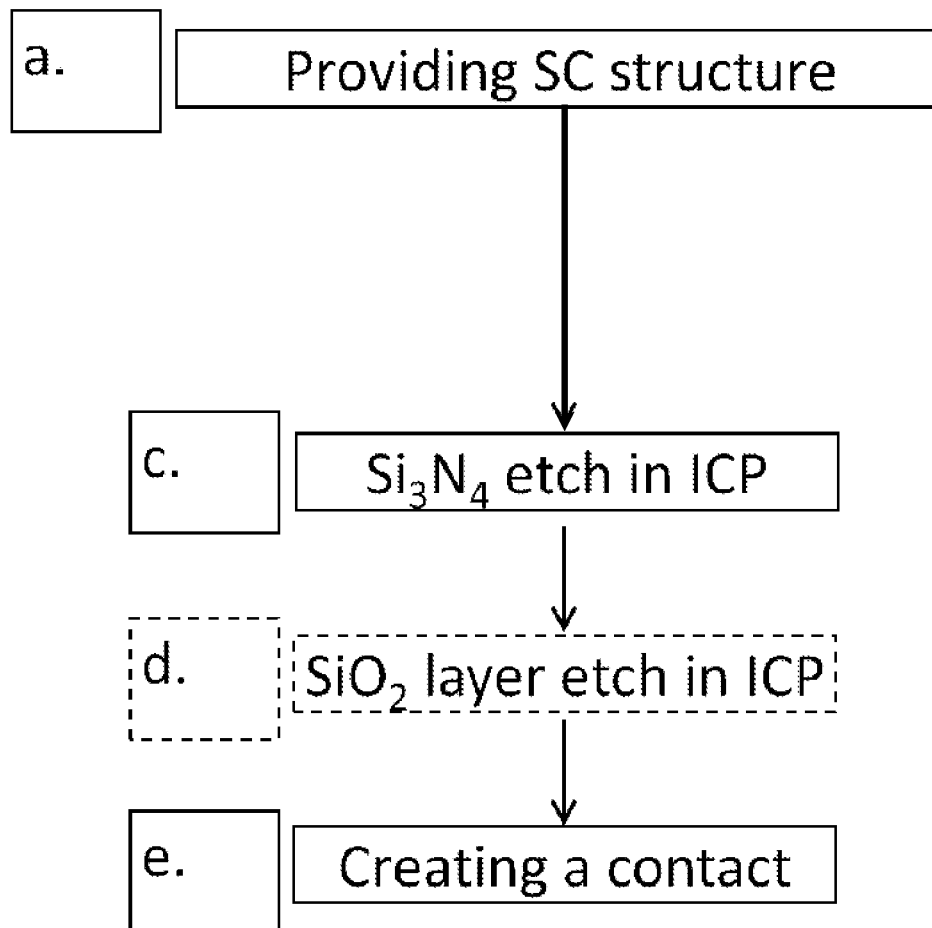 a. Providing SC structure
c. Si₃N₄ etch in ICP
d. SiO₂ layer etch in ICP
e. Creating a contact